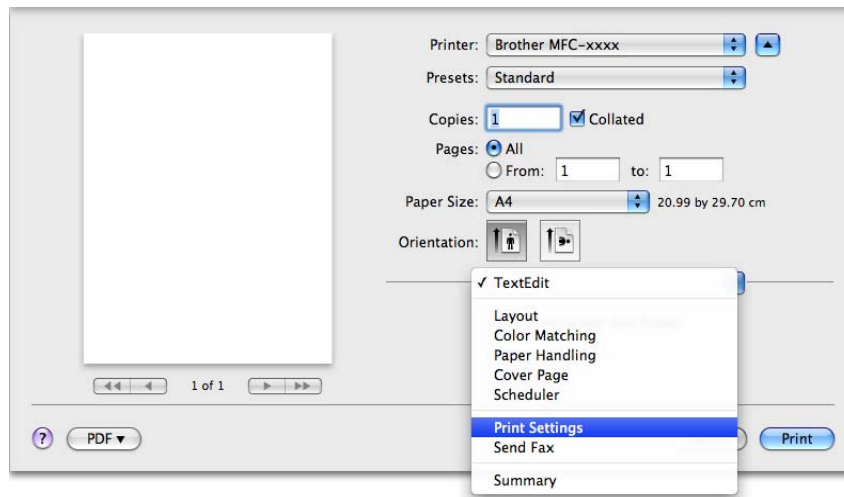 Printer: Brother MFC-xxxx
Presets: Standard
Copies: 1 Collated
Pages: All
From: 1 to: 1
Paper Size: A4 20.99 by 29.70 cm
Orientation:
✓ TextEdit
Layout
Color Matching
Paper Handling
Cover Page
Scheduler
Print Settings
Send Fax
Summary
1 of 1
? PDF ▼ Print